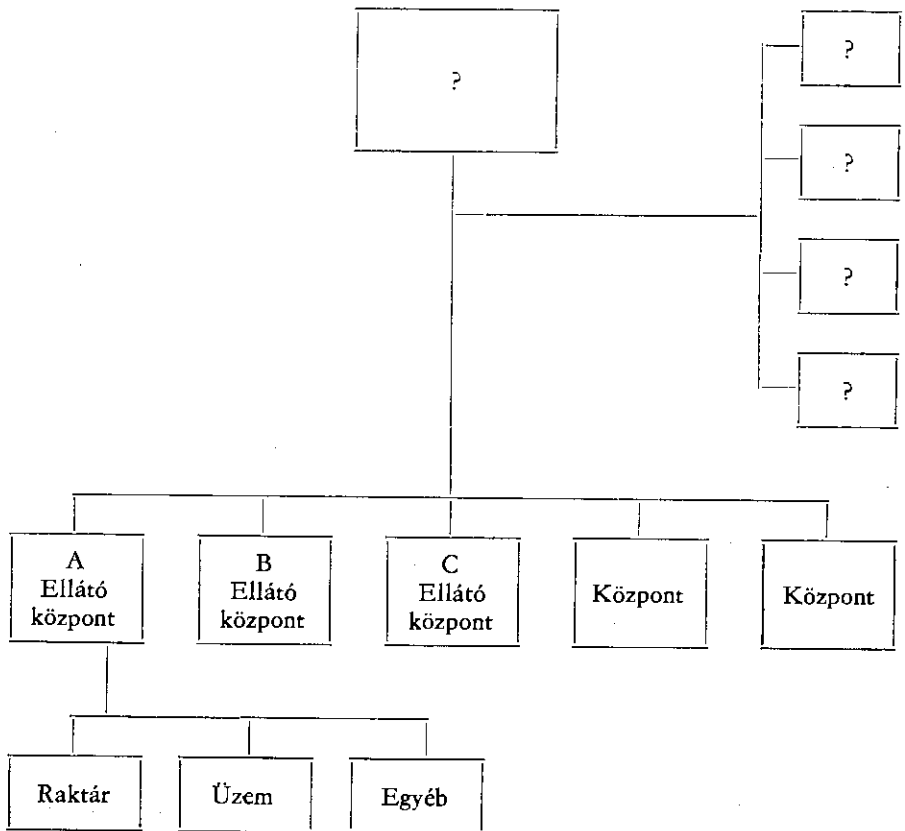 ?
?
?
?
?
A
Ellátó
központ
B
Ellátó
központ
C
Ellátó
központ
Központ
Központ
Raktár
Üzem
Egyéb